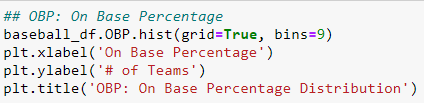 ## OBP: On Base Percentage
baseball_df.OBP.hist(grid=True, bins=9)
plt.xlabel('On Base Percentage')
plt.ylabel('# of Teams')
plt.title('OBP: On Base Percentage Distribution')